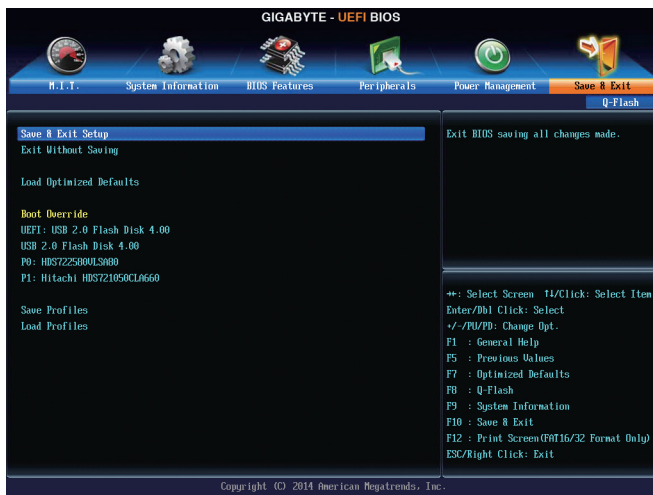 GIGABYTE - UEFI BIOS
M.I.T. System Information BIOS Features Peripherals Power Management Save & Exit
Q-Flash
Save & Exit Setup
Exit Without Saving
Load Optimized Defaults
Boot Override
UEFI: USB 2.0 Flash Disk 4.00
USB 2.0 Flash Disk 4.00
P0: HDS722580VLSA80
P1: Hitachi HDS721050CLA660
Save Profiles
Load Profiles
Exit BIOS saving all changes made.
→←: Select Screen ↑↓/Click: Select Item
Enter/Dbl Click: Select
+/-/PU/PD: Change Opt.
F1 : General Help
F5 : Previous Values
F7 : Optimized Defaults
F8 : Q-Flash
F9 : System Information
F10 : Save & Exit
F12 : Print Screen(FAT16/32 Format Only)
ESC/Right Click: Exit
Copyright (C) 2014 American Megatrends, Inc.